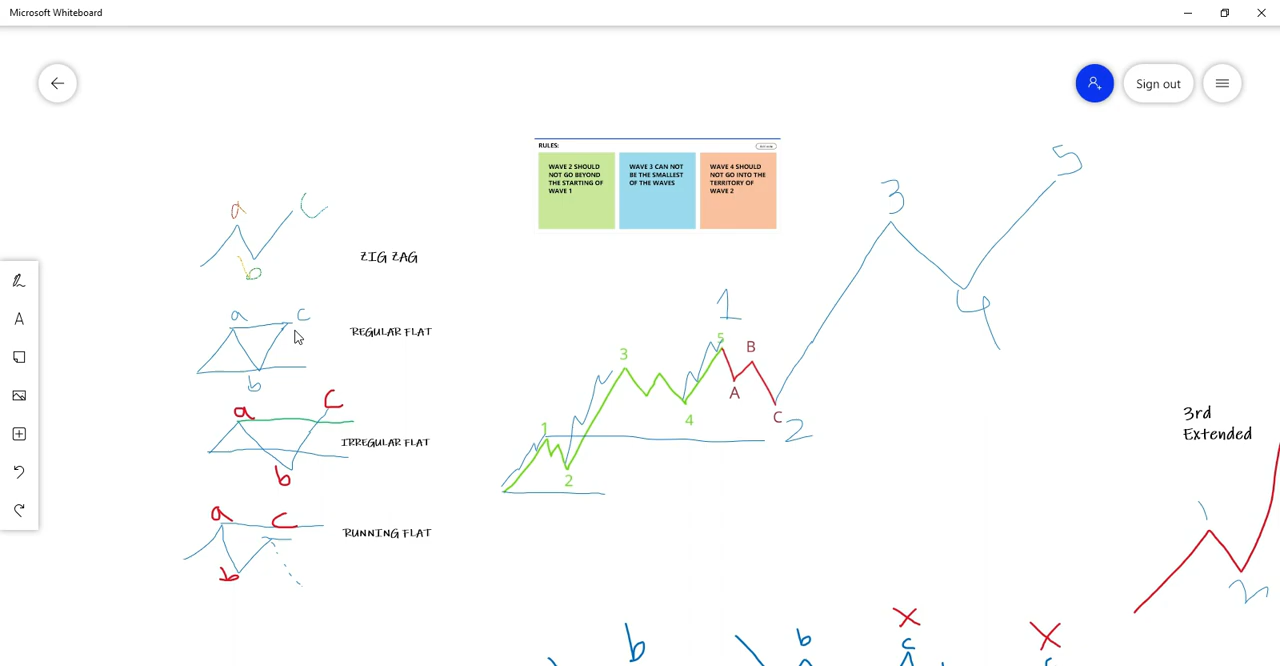 Microsoft Whiteboard
Sign out
RULES:
WAVE 2 SHOULD
NOT GO BEYOND
THE STARTING OF
WAVE 1
WAVE 3 CAN NOT
BE THE SMALLEST
OF THE WAVES
WAVE 4 SHOULD
NOT GO INTO THE
TERRITORY OF
WAVE 2
a
c
b
ZIG ZAG
a
c
b
REGULAR FLAT
a
c
b
IRREGULAR FLAT
a
c
b
RUNNING FLAT
1
2
3
4
5
A
B
C
1
2
3
4
5
3rd
Extended
1
2
b
b
X
c
X
c
A